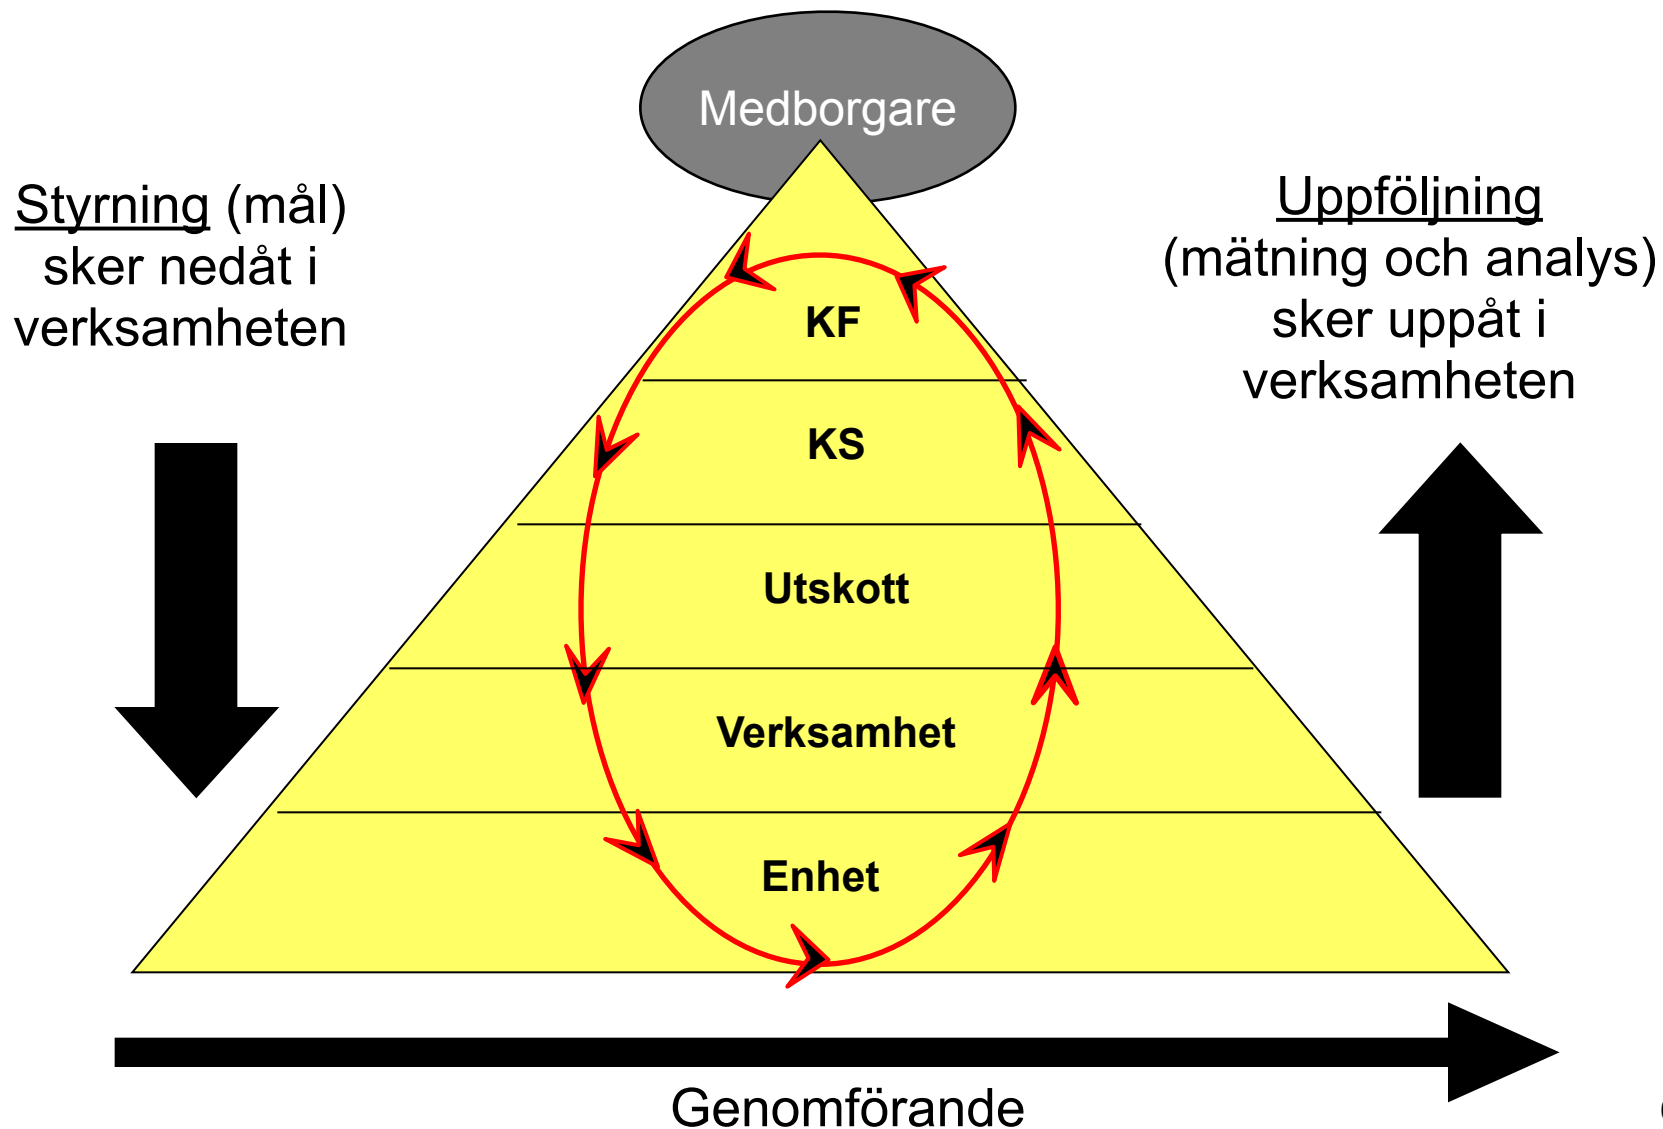 Medborgare
Styrning (mål)
sker nedåt i
verksamheten
Uppföljning
(mätning och analys)
sker uppåt i
verksamheten
KF
KS
Utskott
Verksamhet
Enhet
Genomförande